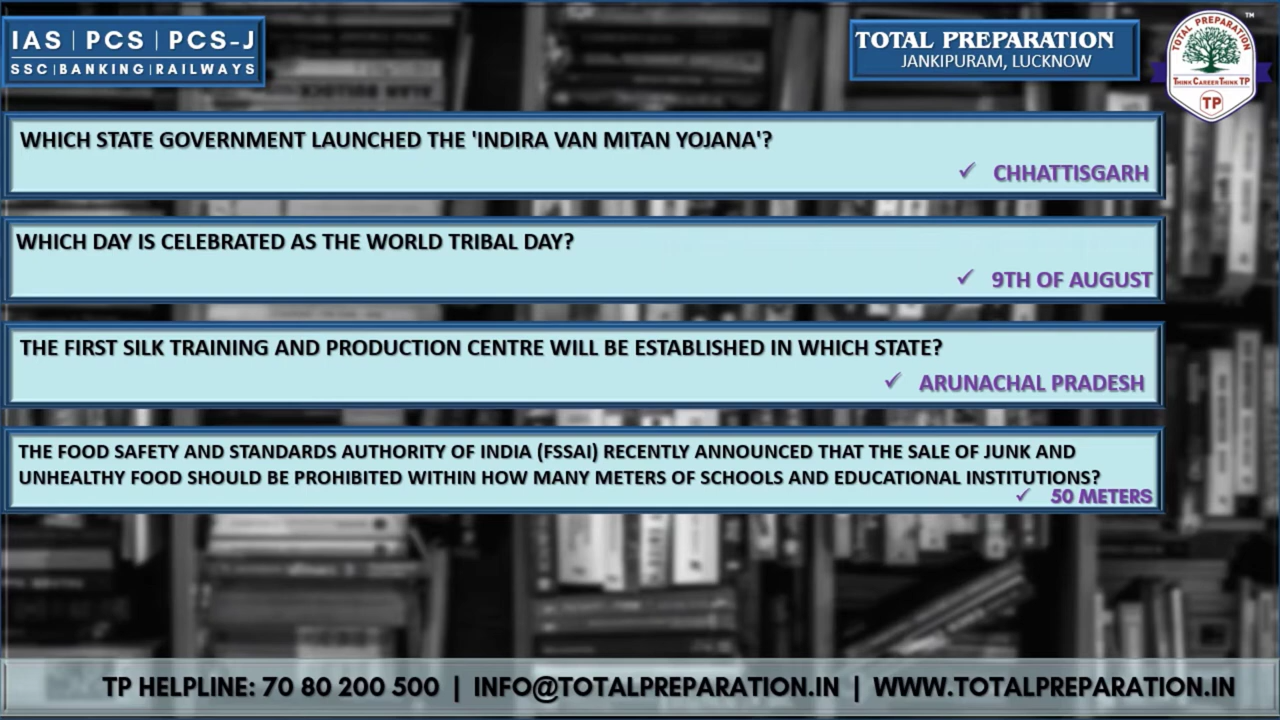 IAS | PCS | PCS-J
SSC|BANKING|RAILWAYS
TOTAL PREPARATION
JANKIPURAM, LUCKNOW
TOTAL PREPARATION
TM
THINK CAREER THINK TP
TP
WHICH STATE GOVERNMENT LAUNCHED THE 'INDIRA VAN MITAN YOJANA'?
✓ CHHATTISGARH
WHICH DAY IS CELEBRATED AS THE WORLD TRIBAL DAY?
✓ 9TH OF AUGUST
THE FIRST SILK TRAINING AND PRODUCTION CENTRE WILL BE ESTABLISHED IN WHICH STATE?
✓ ARUNACHAL PRADESH
THE FOOD SAFETY AND STANDARDS AUTHORITY OF INDIA (FSSAI) RECENTLY ANNOUNCED THAT THE SALE OF JUNK AND
UNHEALTHY FOOD SHOULD BE PROHIBITED WITHIN HOW MANY METERS OF SCHOOLS AND EDUCATIONAL INSTITUTIONS?
✓ 50 METERS
TP HELPLINE: 70 80 200 500 | INFO@TOTALPREPARATION.IN | WWW.TOTALPREPARATION.IN